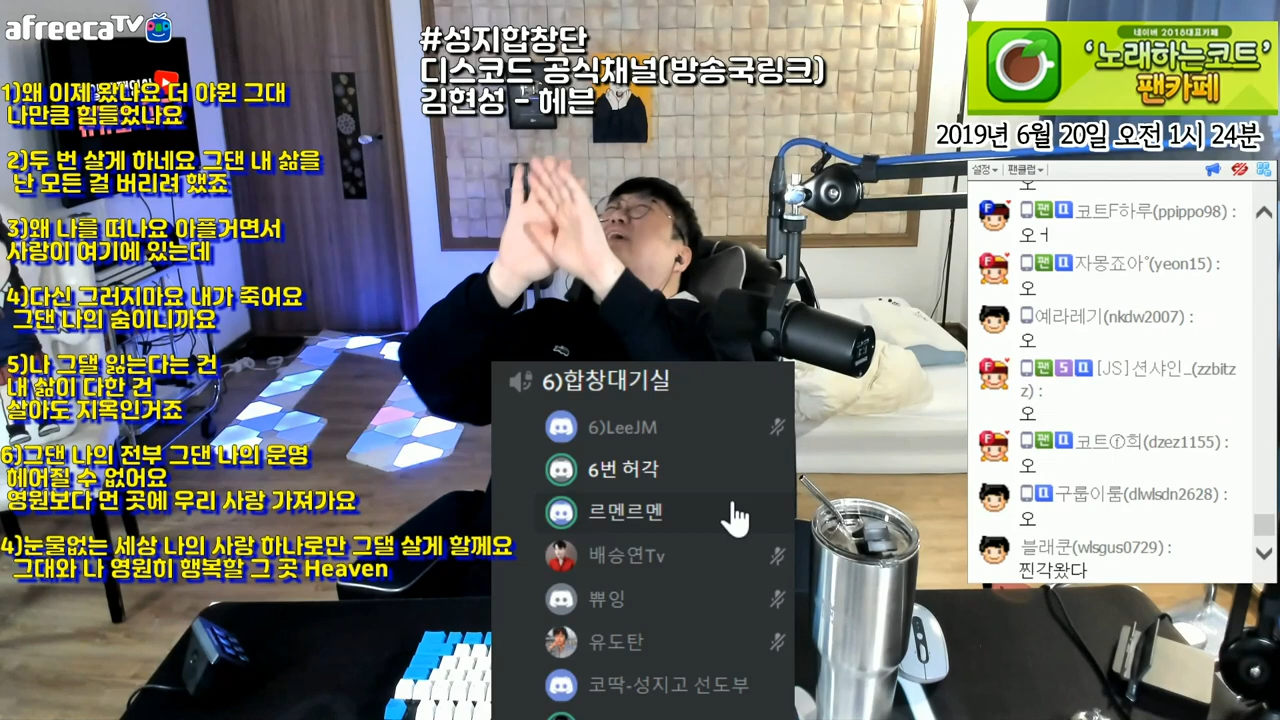 afreecaTV
#성지합창단
디스코드 공식채널(방송국링크)
김현성 - 헤븐
네이버 2018대표카페
'노래하는코트'
팬카페
2019년 6월 20일 오전 1시 24분
1)왜 이제 왔나요 더 야윈 그대
나만큼 힘들었나요
2)두 번 살게 하네요 그댄 내 삶을
난 모든 걸 버리려 했죠
3)왜 나를 떠나요 아플거면서
사랑이 여기에 있는데
4)다신 그러지마요 내가 죽어요
그댄 나의 숨이니까요
5)나 그댈 잃는다는 건
내 삶이 다한 건
살아도 지옥인거죠
6)그댄 나의 전부 그댄 나의 운명
헤어질 수 없어요
영원보다 먼 곳에 우리 사랑 가져가요
4)눈물없는 세상 나의 사랑 하나로만 그댈 살게 할께요
그대와 나 영원히 행복할 그 곳 Heaven
6)합창대기실
6)LeeJM
6번 허각
르멘르멘
배승연Tv
쀼잉
유도탄
코딱-성지고 선도부
설정 팬클럽
오
팬 코트F하루(ppippo98) :
오ㅓ
팬 자몽죠아°(yeon15) :
오
예라레기(nkdw2007) :
오
팬 S [JS]션샤인_(zzbitz
z) :
오
팬 코트ⓕ희(dzez1155) :
오
구룹이룸(dlwlsdn2628) :
오
블래쿤(wlsgus0729) :
찐각왔다